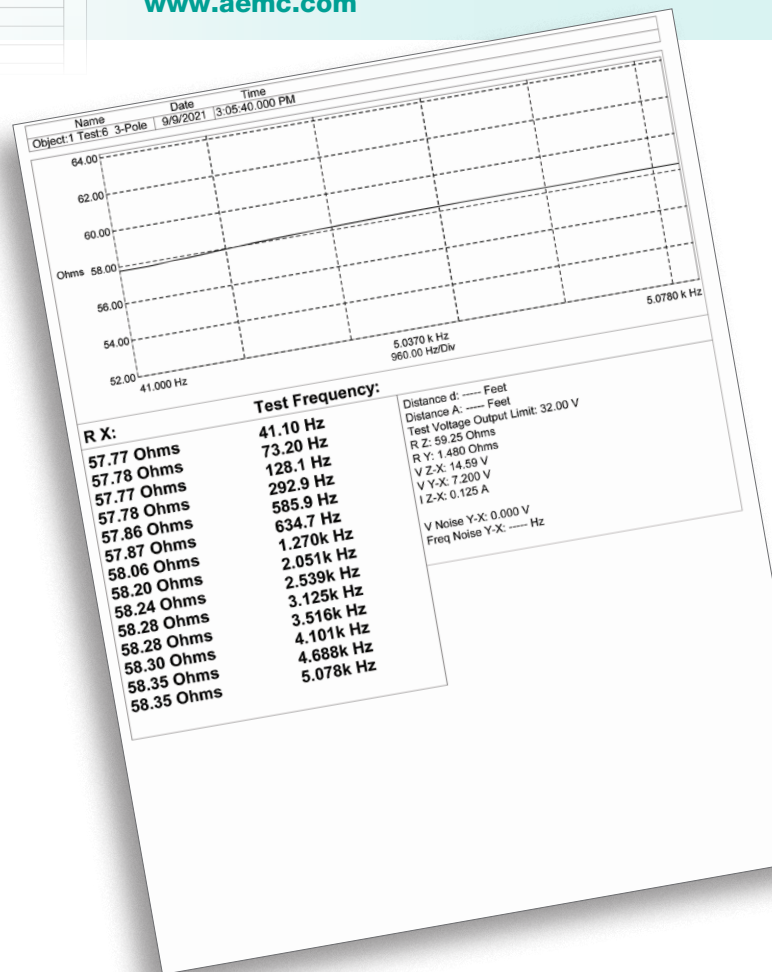 www.aemc.com
Name Date Time
Object:1 Test:6 3-Pole 9/9/2021 3:05:40.000 PM
64.00
62.00
60.00
Ohms 58.00
56.00
54.00
52.00
41.000 Hz
5.0370 k Hz
960.00 Hz/Div
5.0780 k Hz
R X: Test Frequency:
57.77 Ohms 41.10 Hz
57.78 Ohms 73.20 Hz
57.77 Ohms 128.1 Hz
57.78 Ohms 292.9 Hz
57.86 Ohms 585.9 Hz
57.87 Ohms 634.7 Hz
58.06 Ohms 1.270k Hz
58.20 Ohms 2.051k Hz
58.24 Ohms 2.539k Hz
58.28 Ohms 3.125k Hz
58.28 Ohms 3.516k Hz
58.30 Ohms 4.101k Hz
58.35 Ohms 4.688k Hz
58.35 Ohms 5.078k Hz
Distance d: ----- Feet
Distance A: ----- Feet
Test Voltage Output Limit: 32.00 V
R Z: 59.25 Ohms
R Y: 1.480 Ohms
V Z-X: 14.59 V
V Y-X: 7.200 V
I Z-X: 0.125 A
V Noise Y-X: 0.000 V
Freq Noise Y-X: ----- Hz